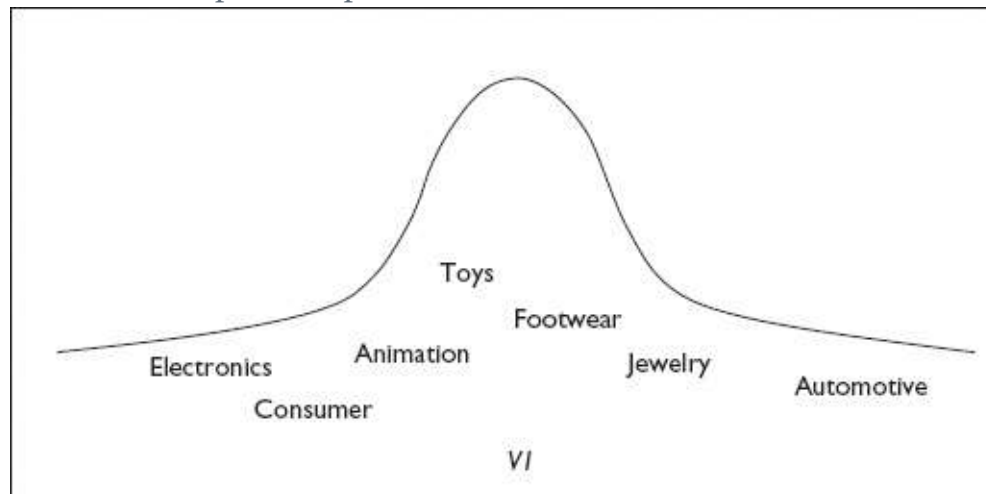 Toys
Footwear
Animation
Jewelry
Electronics
Automotive
Consumer
VI